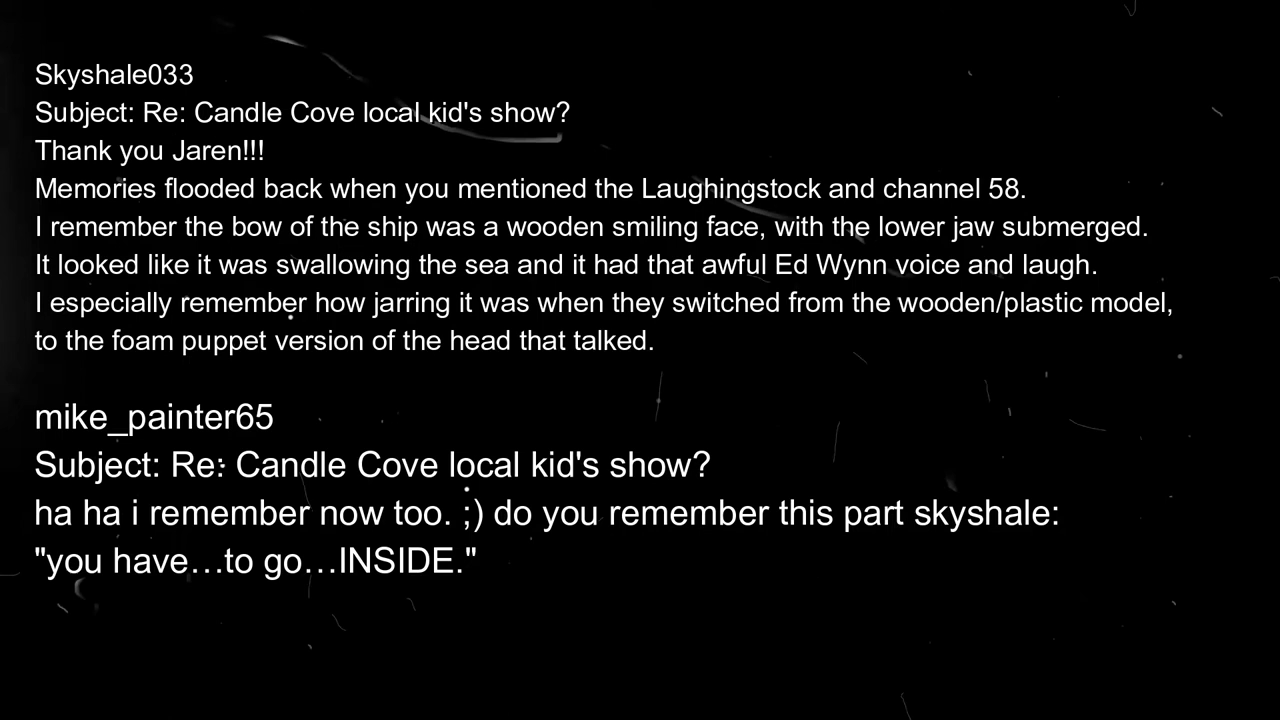 Skyshale033
Subject: Re: Candle Cove local kid's show?
Thank you Jaren!!!
Memories flooded back when you mentioned the Laughingstock and channel 58.
I remember the bow of the ship was a wooden smiling face, with the lower jaw submerged.
It looked like it was swallowing the sea and it had that awful Ed Wynn voice and laugh.
I especially remember how jarring it was when they switched from the wooden/plastic model,
to the foam puppet version of the head that talked.
mike_painter65
Subject: Re: Candle Cove local kid's show?
ha ha i remember now too. ;) do you remember this part skyshale:
"you have…to go…INSIDE."